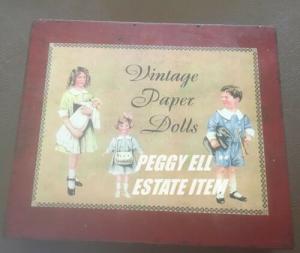 Vintage
Paper
Dolls
PEGGY ELL
ESTATE ITEM